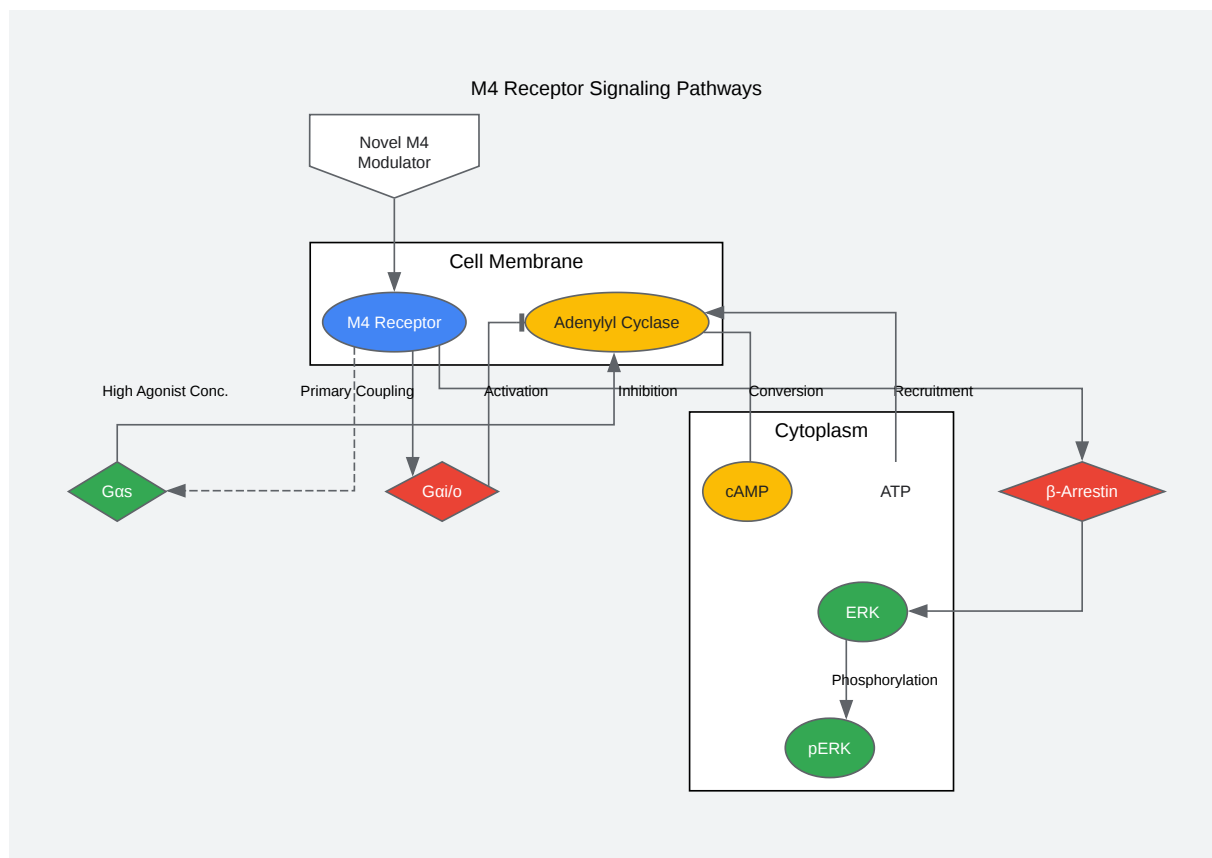 M4 Receptor Signaling Pathways
Novel M4
Modulator
Cell Membrane
M4 Receptor
Adenylyl Cyclase
High Agonist Conc.
Primary Coupling
Activation
Inhibition
Conversion
Recruitment
Cytoplasm
Gαs
Gαi/o
cAMP
ATP
β-Arrestin
ERK
Phosphorylation
pERK